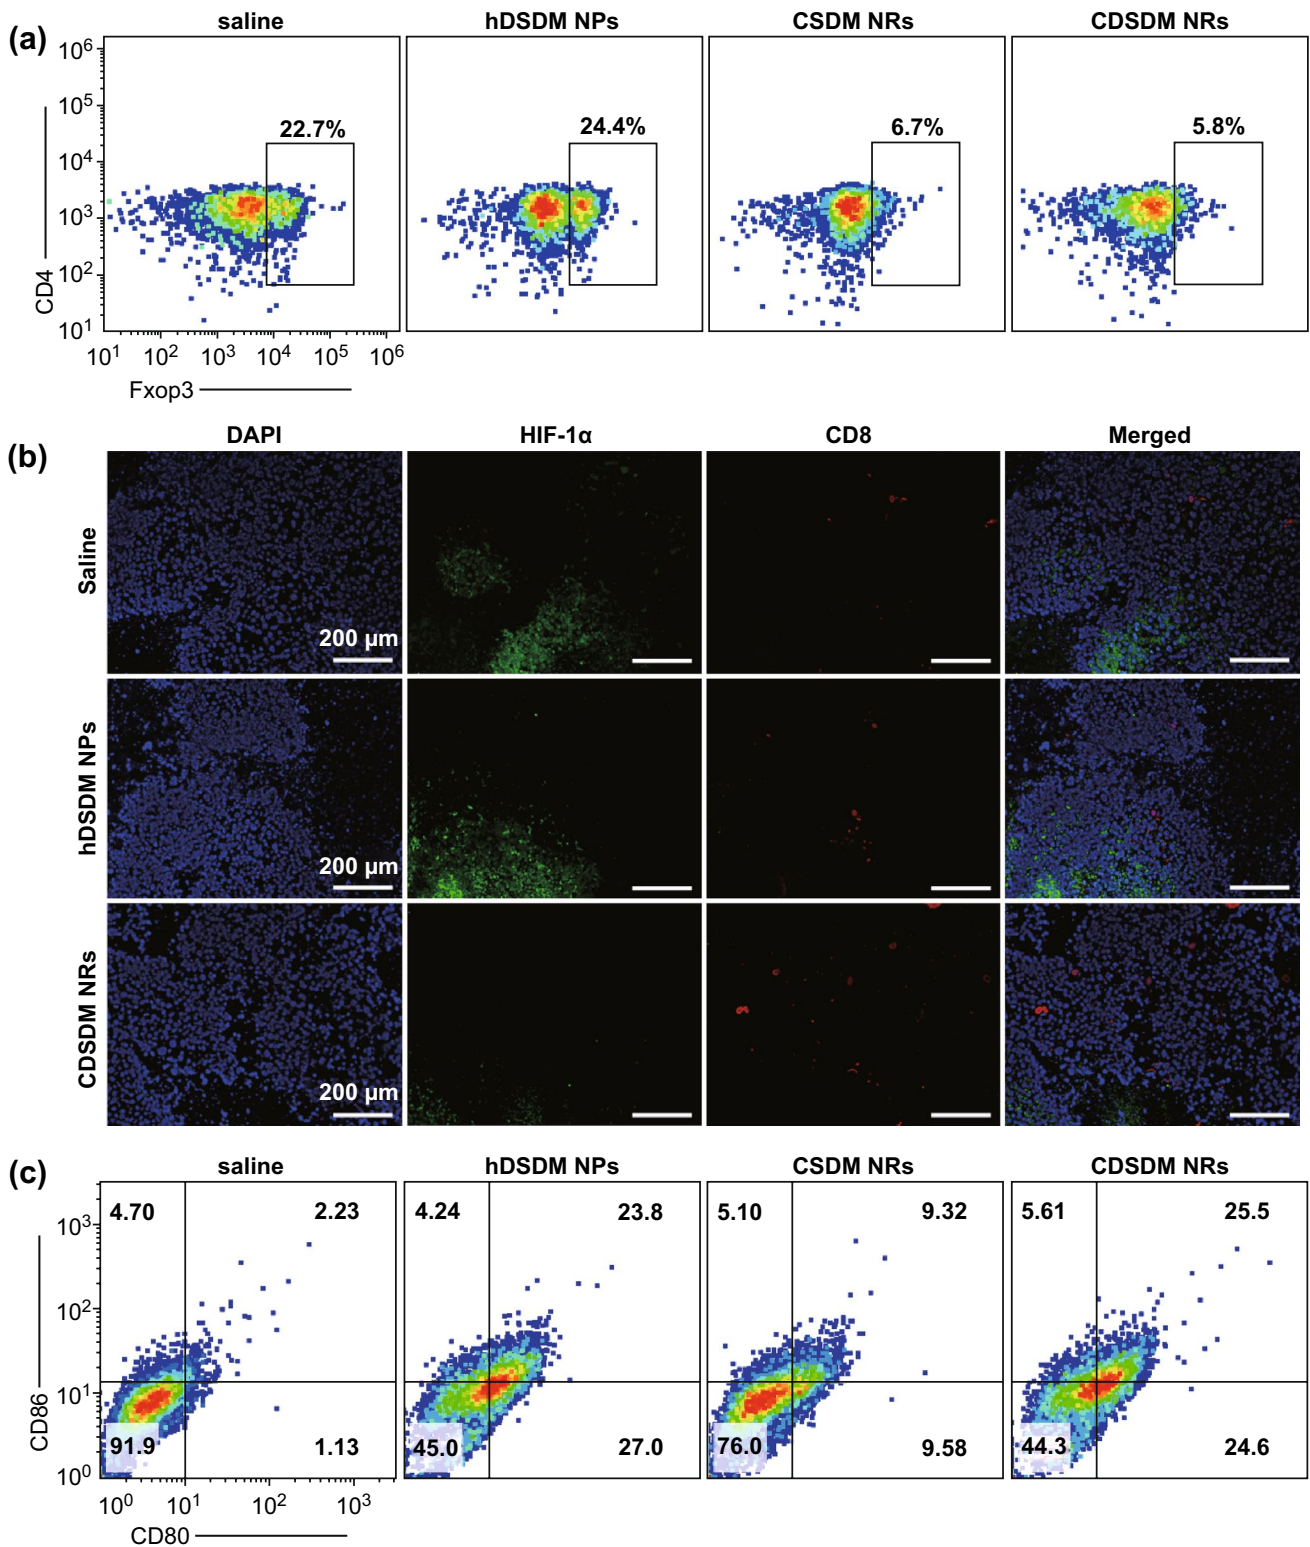 (a)
saline hDSDM NPs CSDM NRs CDSDM NRs
10⁶
10⁵
10⁴
10³
10²
10¹
CD4
22.7% 24.4% 6.7% 5.8%
10¹ 10² 10³ 10⁴ 10⁵ 10⁶
Fxop3
(b)
DAPI HIF-1α CD8 Merged
Saline
200 µm
hDSDM NPs
200 µm
CDSDM NRs
200 µm
(c)
saline hDSDM NPs CSDM NRs CDSDM NRs
4.70 2.23 4.24 23.8 5.10 9.32 5.61 25.5
10³
10²
10¹
10⁰
CD86
91.9 1.13 45.0 27.0 76.0 9.58 44.3 24.6
10⁰ 10¹ 10² 10³
CD80